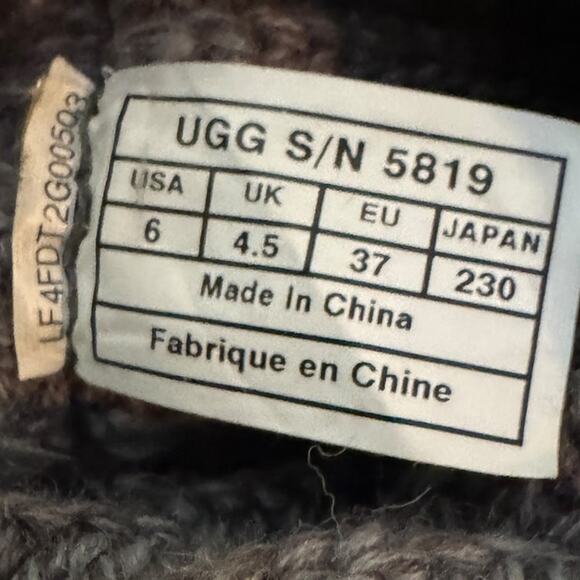 LF4FDT2G00503
UGG S/N 5819
USA UK EU JAPAN
6 4.5 37 230
Made In China
Fabrique en Chine